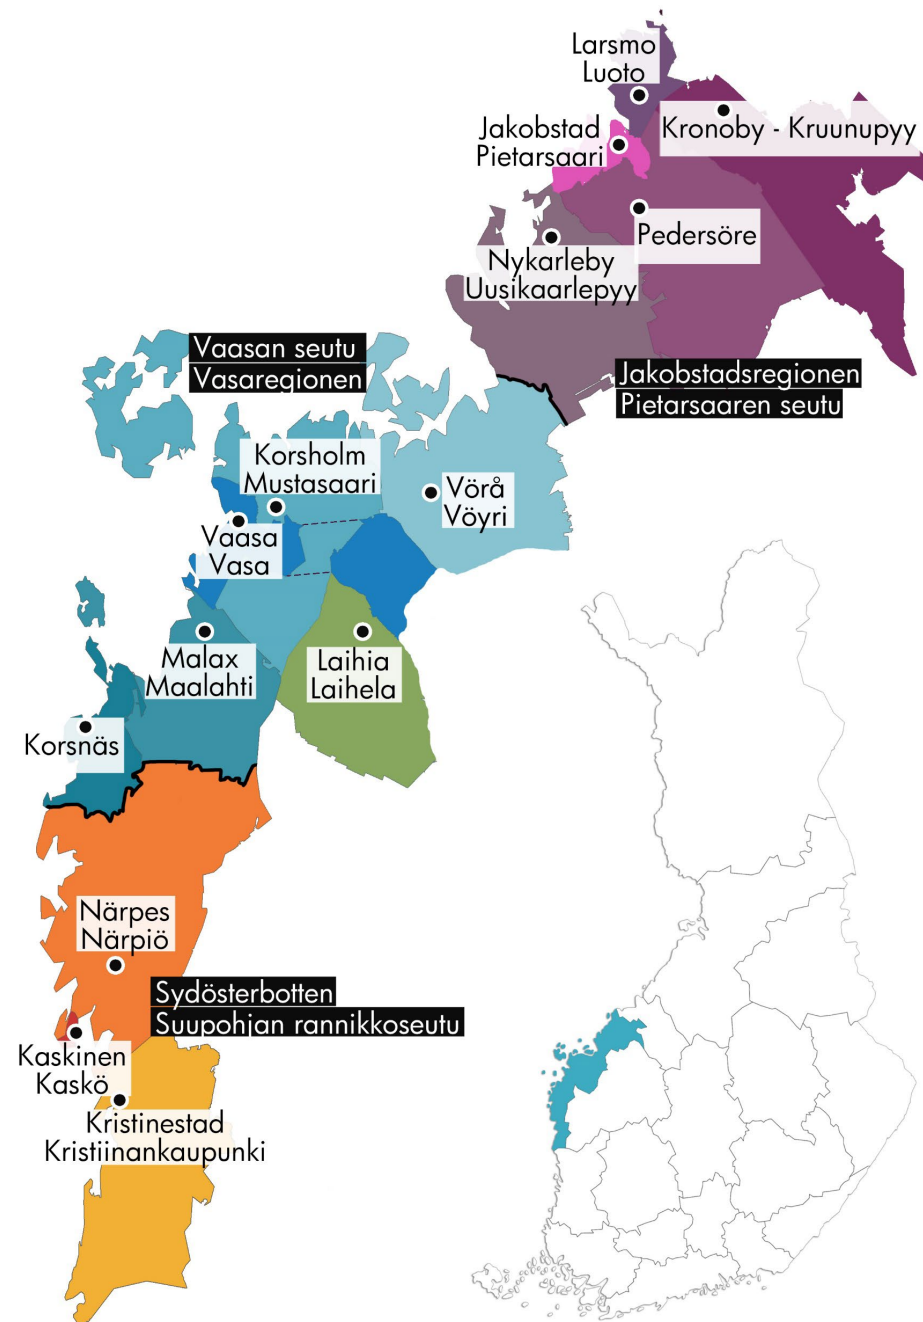 Larsmo
Luoto
Jakobstad
Pietarsaari
Kronoby - Kruunupyy
Pedersöre
Nykarleby
Uusikaarlepyy
Vaasan seutu
Vasaregionen
Jakobstadsregionen
Pietarsaaren seutu
Korsholm
Mustasaari
Vörå
Vöyri
Vaasa
Vasa
Malax
Maalahti
Laihia
Laihela
Korsnäs
Närpes
Närpiö
Sydösterbotten
Suupohjan rannikkoseutu
Kaskinen
Kaskö
Kristinestad
Kristiinankaupunki